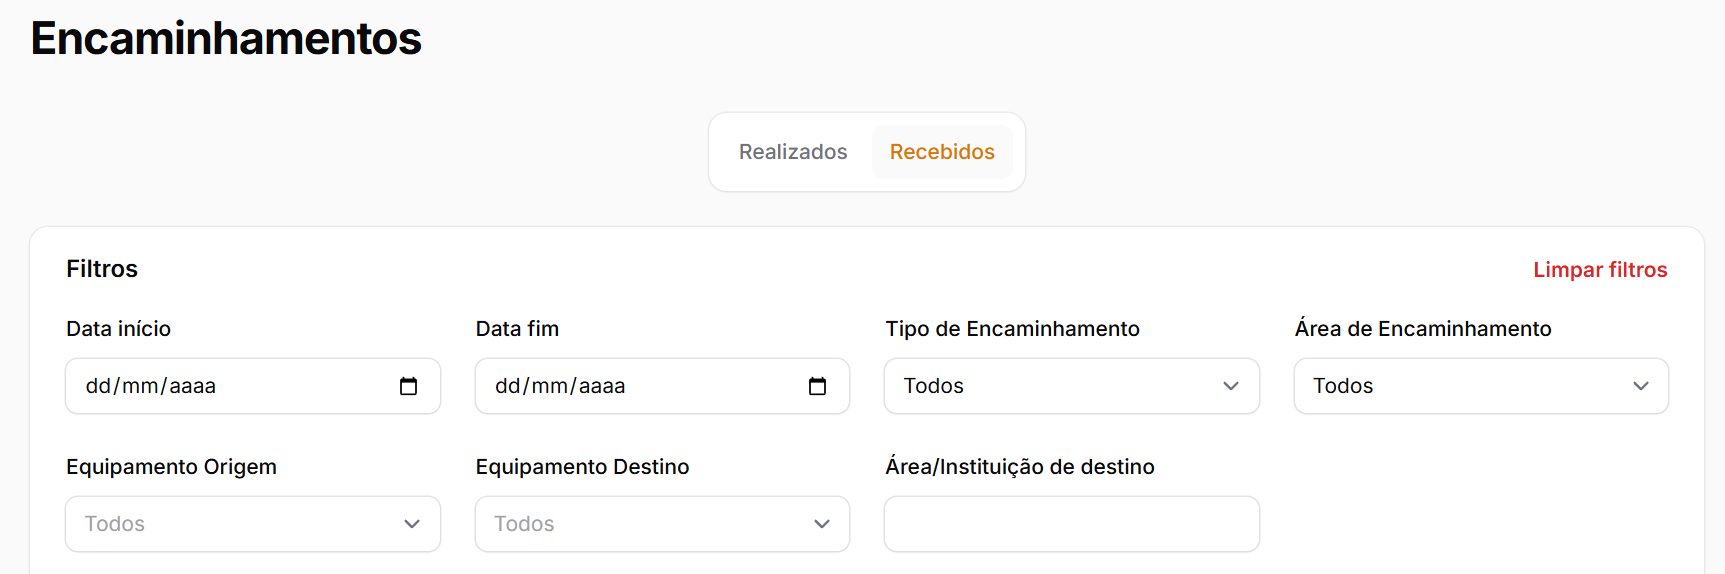 Encaminhamentos
Realizados Recebidos
Filtros Limpar filtros
Data início Data fim Tipo de Encaminhamento Área de Encaminhamento
dd/mm/aaaa dd/mm/aaaa Todos Todos
Equipamento Origem Equipamento Destino Área/Instituição de destino
Todos Todos